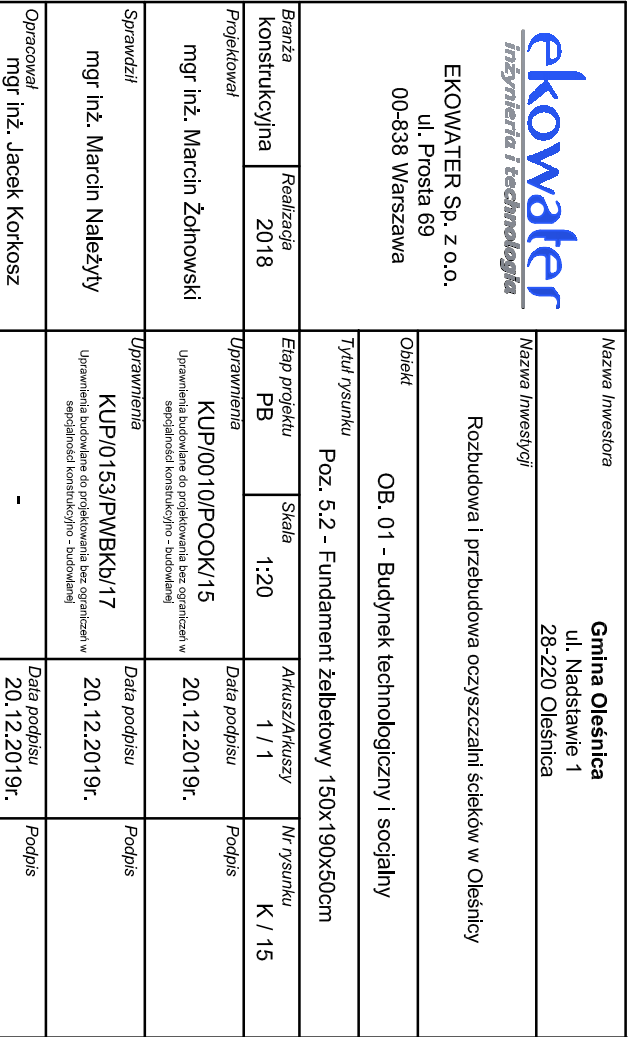 ekowater
inżynieria i technologia
EKOWATER Sp. z o.o.
ul. Prosta 69
00-838 Warszawa
Nazwa Inwestora
Gmina Oleśnica
ul. Nadstawie 1
28-220 Oleśnica
Nazwa Inwestycji
Rozbudowa i przebudowa oczyszczalni ścieków w Oleśnicy
Obiekt
OB. 01 - Budynek technologiczny i socjalny
Tytuł rysunku
Poz. 5.2 - Fundament żelbetowy 150x190x50cm
Branża
konstrukcyjna
Realizacja
2018
Etap projektu
PB
Skala
1:20
Arkusz/Arkuszy
1 / 1
Nr rysunku
K / 15
Projektował
mgr inż. Marcin Żołnowski
Uprawnienia
KUP/0010/POOK/15
Uprawnienia budowlane do projektowania bez ograniczeń w
sepcjalności konstrukcyjno - budowlanej
Data podpisu
20.12.2019r.
Podpis
Sprawdził
mgr inż. Marcin Należyty
Uprawnienia
KUP/0153/PWBKb/17
Uprawnienia budowlane do projektowania bez ograniczeń w
sepcjalności konstrukcyjno - budowlanej
Data podpisu
20.12.2019r.
Podpis
Opracował
mgr inż. Jacek Korkosz
-
Data podpisu
20.12.2019r.
Podpis